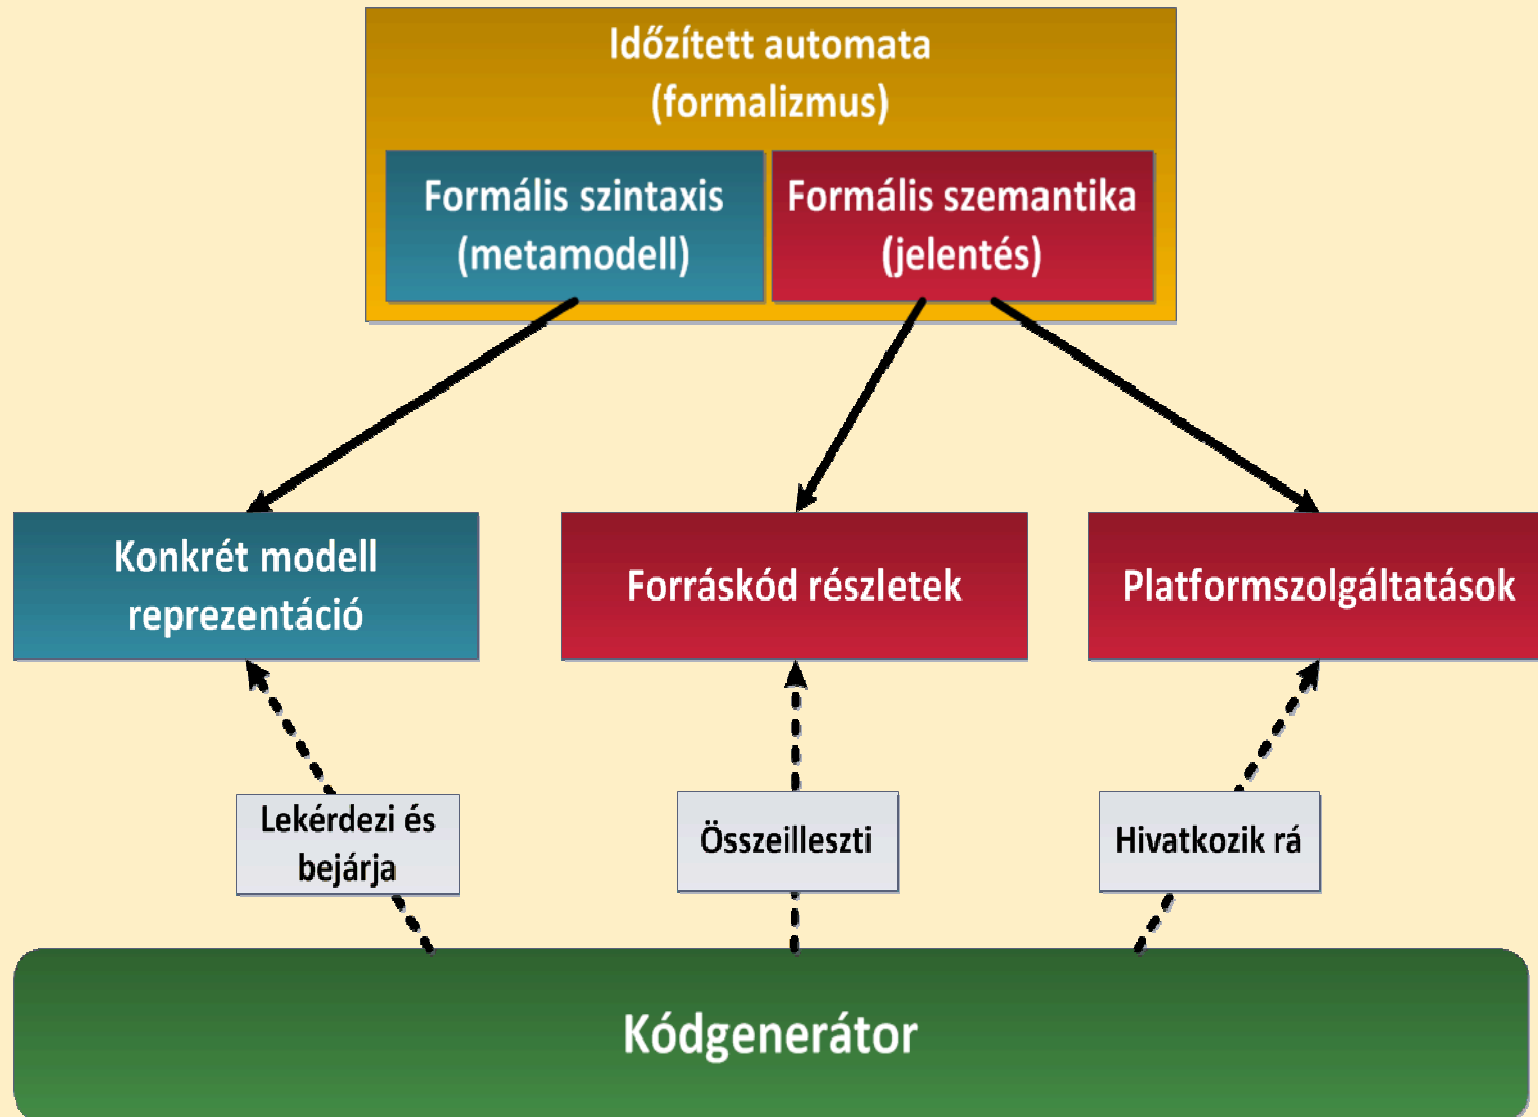 Időzített automata
(formalizmus)
Formális szintaxis
(metamodell)
Formális szemantika
(jelentés)
Konkrét modell
reprezentáció
Forráskód részletek
Platformszolgáltatások
Lekérdezi és
bejárja
Összeilleszti
Hivatkozik rá
Kódgenerátor